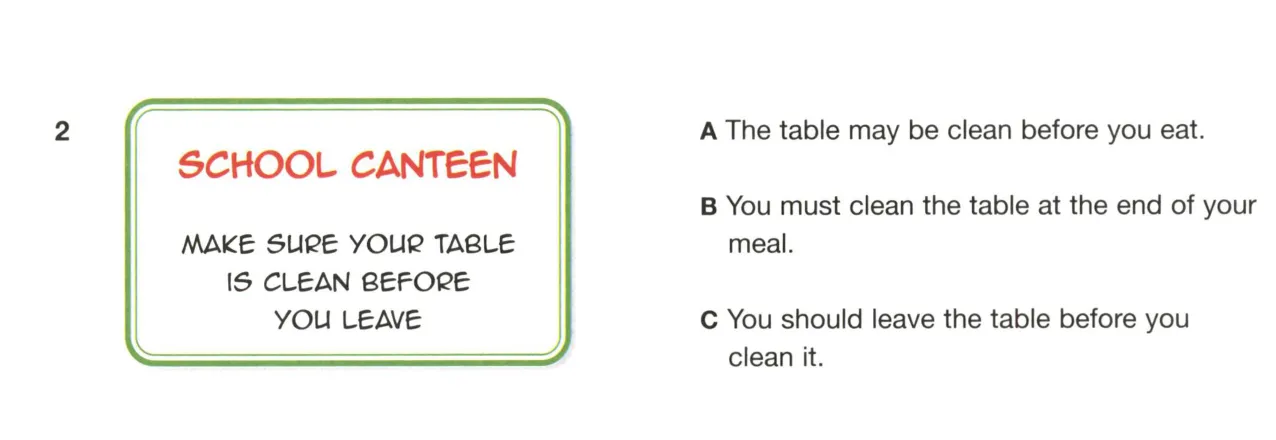 2
SCHOOL CANTEEN
MAKE SURE YOUR TABLE
IS CLEAN BEFORE
YOU LEAVE
A The table may be clean before you eat.
B You must clean the table at the end of your
meal.
C You should leave the table before you
clean it.